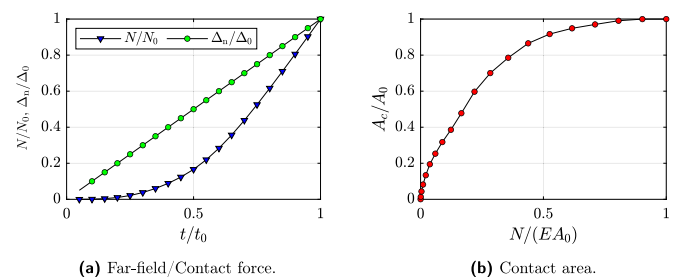 N/N₀ Δₙ/Δ₀
N/N₀, Δₙ/Δ₀
1
0.8
0.6
0.4
0.2
0
0 0.5 1
t/t₀
(a) Far-field/Contact force.
A_c/A₀
1
0.8
0.6
0.4
0.2
0
0 0.5 1
N/(EA₀)
(b) Contact area.